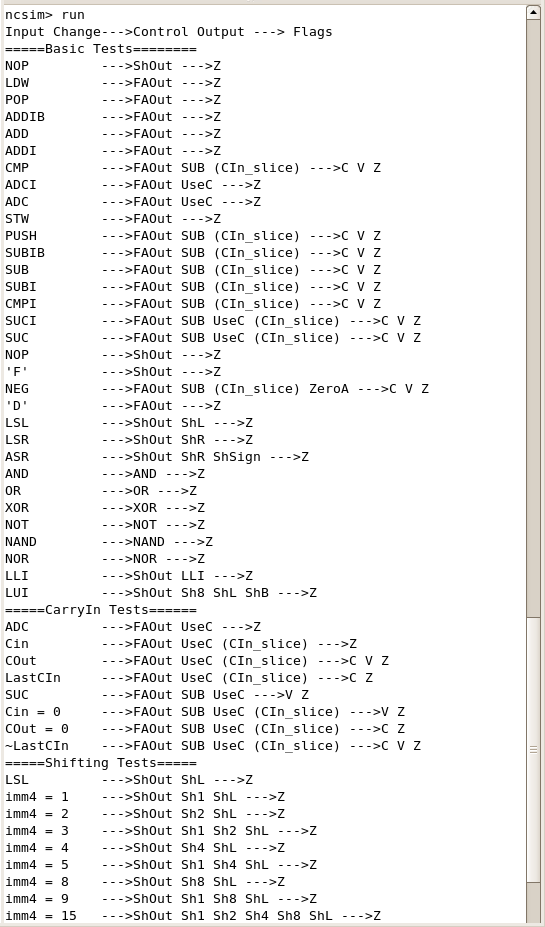 ncsim> run
Input Change--->Control Output ---> Flags
=====Basic Tests========
NOP         --->ShOut --->Z
LDW         --->FAOut --->Z
POP         --->FAOut --->Z
ADDIB       --->FAOut --->Z
ADD         --->FAOut --->Z
ADDI        --->FAOut --->Z
CMP         --->FAOut SUB (CIn_slice) --->C V Z
ADCI        --->FAOut UseC --->Z
ADC         --->FAOut UseC --->Z
STW         --->FAOut --->Z
PUSH        --->FAOut SUB (CIn_slice) --->C V Z
SUBIB       --->FAOut SUB (CIn_slice) --->C V Z
SUB         --->FAOut SUB (CIn_slice) --->C V Z
SUBI        --->FAOut SUB (CIn_slice) --->C V Z
CMPI        --->FAOut SUB (CIn_slice) --->C V Z
SUCI        --->FAOut SUB UseC (CIn_slice) --->C V Z
SUC         --->FAOut SUB UseC (CIn_slice) --->C V Z
NOP         --->ShOut --->Z
'F'         --->ShOut --->Z
NEG         --->FAOut SUB (CIn_slice) ZeroA --->C V Z
'D'         --->FAOut --->Z
LSL         --->ShOut ShL --->Z
LSR         --->ShOut ShR --->Z
ASR         --->ShOut ShR ShSign --->Z
AND         --->AND --->Z
OR          --->OR --->Z
XOR         --->XOR --->Z
NOT         --->NOT --->Z
NAND        --->NAND --->Z
NOR         --->NOR --->Z
LLI         --->ShOut LLI --->Z
LUI         --->ShOut Sh8 ShL ShB --->Z
=====CarryIn Tests======
ADC         --->FAOut UseC --->Z
Cin         --->FAOut UseC (CIn_slice) --->Z
COut        --->FAOut UseC (CIn_slice) --->C V Z
LastCIn     --->FAOut UseC (CIn_slice) --->C Z
SUC         --->FAOut SUB UseC --->V Z
Cin = 0     --->FAOut SUB UseC (CIn_slice) --->V Z
COut = 0    --->FAOut SUB UseC (CIn_slice) --->C Z
~LastCIn    --->FAOut SUB UseC (CIn_slice) --->C V Z
=====Shifting Tests=====
LSL         --->ShOut ShL --->Z
imm4 = 1    --->ShOut Sh1 ShL --->Z
imm4 = 2    --->ShOut Sh2 ShL --->Z
imm4 = 3    --->ShOut Sh1 Sh2 ShL --->Z
imm4 = 4    --->ShOut Sh4 ShL --->Z
imm4 = 5    --->ShOut Sh1 Sh4 ShL --->Z
imm4 = 8    --->ShOut Sh8 ShL --->Z
imm4 = 9    --->ShOut Sh1 Sh8 ShL --->Z
imm4 = 15   --->ShOut Sh1 Sh2 Sh4 Sh8 ShL --->Z